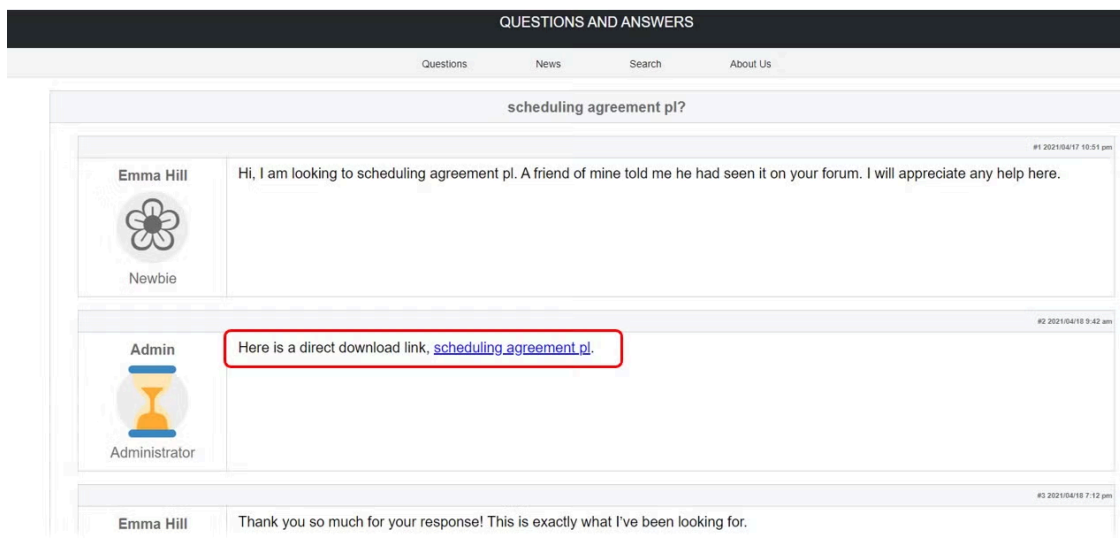 QUESTIONS AND ANSWERS
Questions News Search About Us
scheduling agreement pl?
#1 2021/04/17 10:51 pm
Emma Hill
Hi, I am looking to scheduling agreement pl. A friend of mine told me he had seen it on your forum. I will appreciate any help here.
Newbie
#2 2021/04/18 9:42 am
Admin
Here is a direct download link, scheduling agreement pl.
Administrator
#3 2021/04/18 7:12 pm
Emma Hill
Thank you so much for your response! This is exactly what I've been looking for.